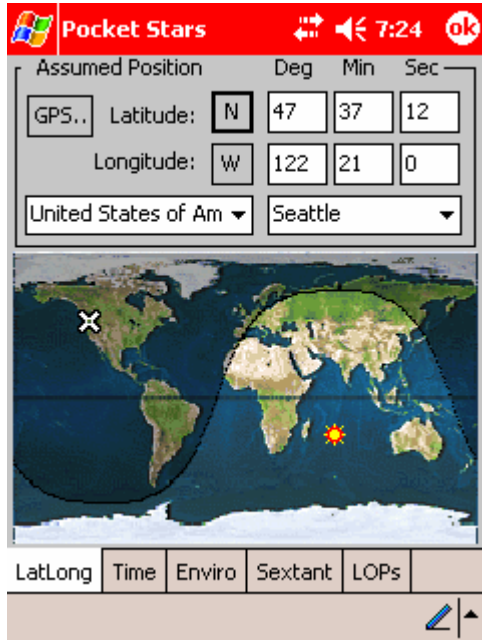 Pocket Stars 7:24 ok
Assumed Position Deg Min Sec
GPS.. Latitude: N 47 37 12
Longitude: W 122 21 0
United States of Am Seattle
LatLong Time Enviro Sextant LOPs